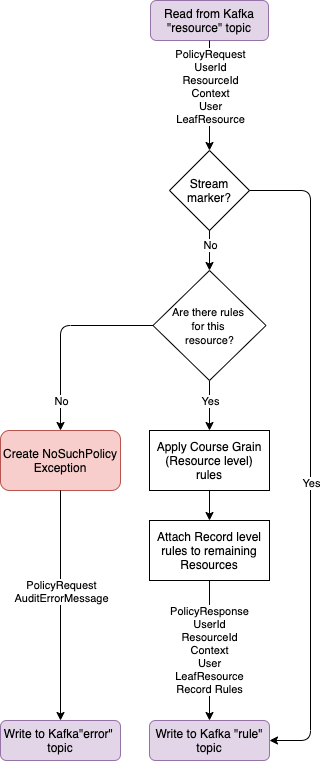 Read from Kafka
"resource" topic
PolicyRequest
UserId
ResourceId
Context
User
LeafResource
Stream
marker?
No
Are there rules
for this
resource?
No
Yes
Create NoSuchPolicy
Exception
Apply Course Grain
(Resource level)
rules
Yes
Attach Record level
rules to remaining
Resources
PolicyRequest
AuditErrorMessage
PolicyResponse
UserId
ResourceId
Context
User
LeafResource
Record Rules
Write to Kafka"error"
topic
Write to Kafka "rule"
topic